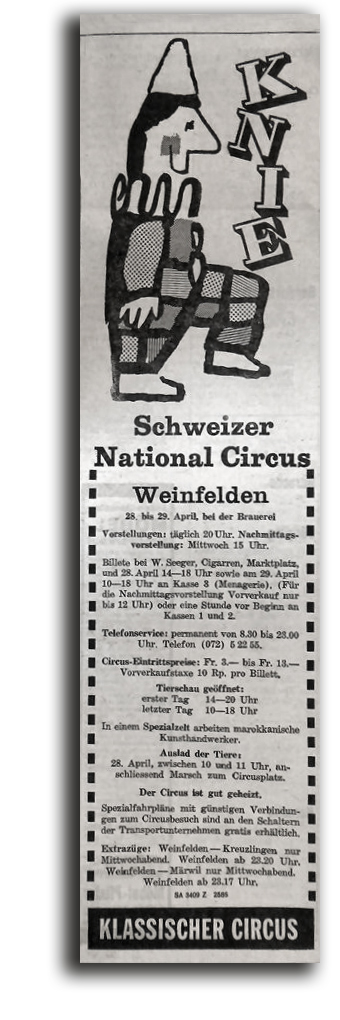 KNIE
Schweizer
National Circus
Weinfelden
28. bis 29. April, bei der Brauerei
Vorstellungen: täglich 20 Uhr. Nachmittags-
vorstellung: Mittwoch 15 Uhr.
Billete bei W. Seeger, Cigarren, Marktplatz,
und 28. April 14—18 Uhr sowie am 29. April
10—18 Uhr an Kasse 3 (Menagerie). (Für
die Nachmittagsvorstellung Vorverkauf nur
bis 12 Uhr) oder eine Stunde vor Beginn an
Kassen 1 und 2.
Telefonservice: permanent von 8.30 bis 23.00
Uhr. Telefon (072) 5 22 55.
Circus-Eintrittspreise: Fr. 3.— bis Fr. 13.—
Vorverkaufstaxe 10 Rp. pro Billett.
Tierschau geöffnet:
erster Tag 14—20 Uhr
letzter Tag 10—18 Uhr
In einem Spezialzelt arbeiten marokkanische
Kunsthandwerker.
Auslad der Tiere:
28. April, zwischen 10 und 11 Uhr, an-
schliessend Marsch zum Circusplatz.
Der Circus ist gut geheizt.
Spezialfahrpläne mit günstigen Verbindun-
gen zum Circusbesuch sind an den Schaltern
der Transportunternehmen gratis erhältlich.
Extrazüge: Weinfelden—Kreuzlingen nur
Mittwochabend. Weinfelden ab 23.20 Uhr.
Weinfelden—Märwil nur Mittwochabend.
Weinfelden ab 23.17 Uhr.
SA 3409 Z 2585
KLASSISCHER CIRCUS